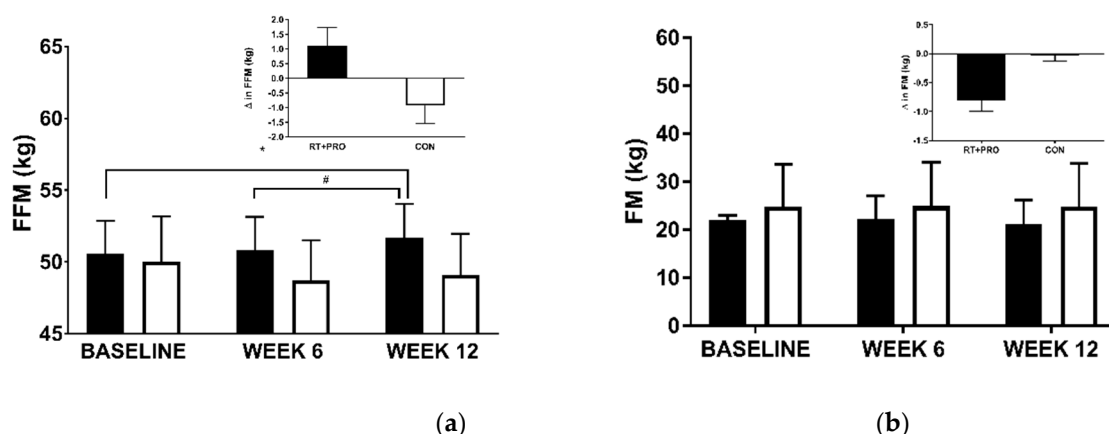 65
60
55
50
45
FFM (kg)
BASELINE
WEEK 6
WEEK 12
*
#
2.0
1.5
1.0
0.5
0.0
-0.5
-1.0
-1.5
-2.0
Δ in FFM (kg)
RT+PRO
CON
(a)
60
50
40
30
20
10
0
FM (kg)
BASELINE
WEEK 6
WEEK 12
0.5
0.0
-0.5
-1.0
-1.5
Δ in FM (kg)
RT+PRO
CON
(b)